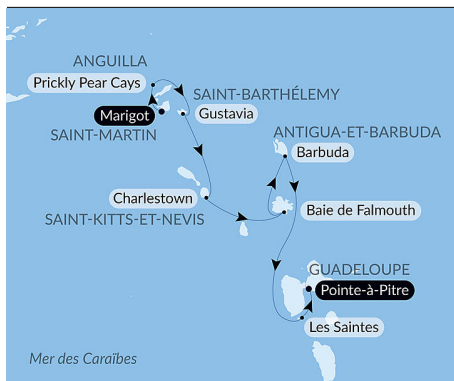 ANGUILLA
Prickly Pear Cays
SAINT-BARTHÉLEMY
Marigot
Gustavia
SAINT-MARTIN
ANTIGUA-ET-BARBUDA
Barbuda
Charlestown
SAINT-KITTS-ET-NEVIS
Baie de Falmouth
GUADELOUPE
Pointe-à-Pitre
Les Saintes
Mer des Caraïbes